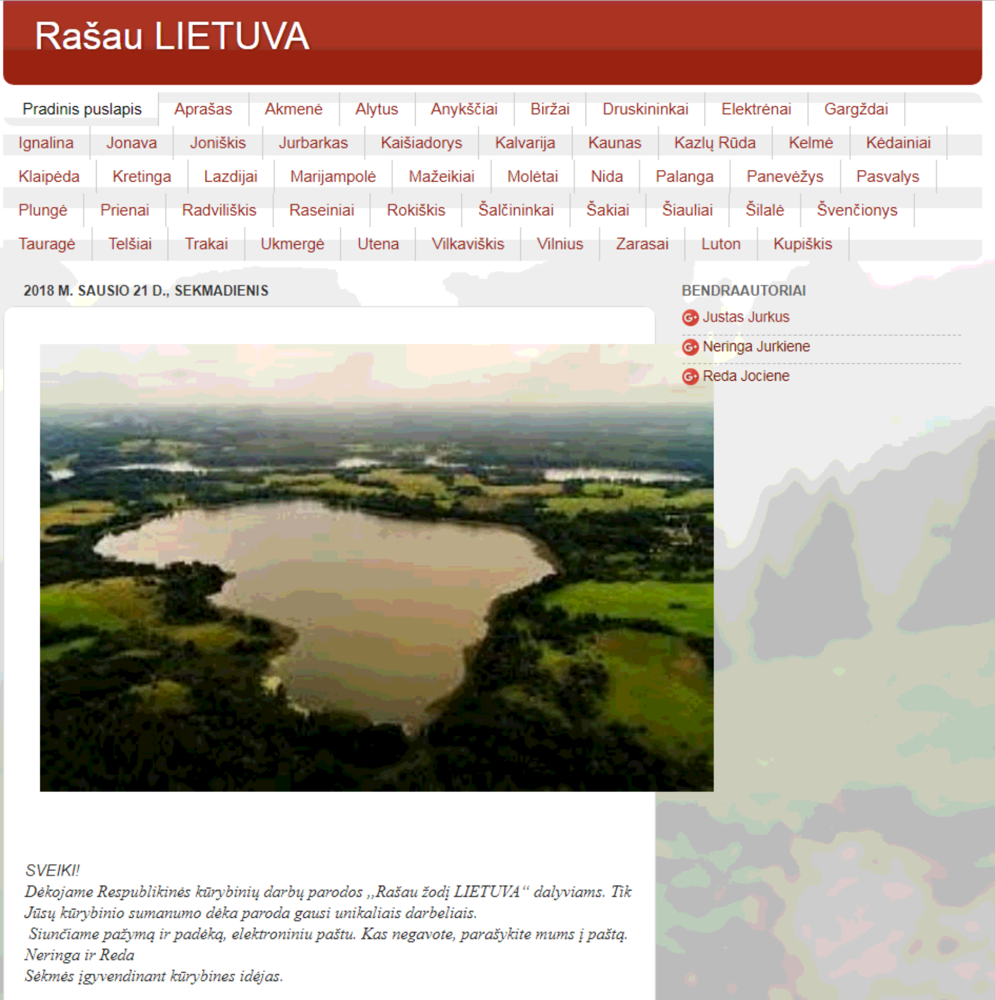 Rašau LIETUVA
Pradinis puslapis Aprašas Akmenė Alytus Anykščiai Biržai Druskininkai Elektrėnai Gargždai
Ignalina Jonava Joniškis Jurbarkas Kaišiadorys Kalvarija Kaunas Kazlų Rūda Kelmė Kėdainiai
Klaipėda Kretinga Lazdijai Marijampolė Mažeikiai Molėtai Nida Palanga Panevėžys Pasvalys
Plungė Prienai Radviliškis Raseiniai Rokiškis Šalčininkai Šakiai Šiauliai Šilalė Švenčionys
Tauragė Telšiai Trakai Ukmergė Utena Vilkaviškis Vilnius Zarasai Luton Kupiškis
2018 M. SAUSIO 21 D., SEKMADIENIS
BENDRAAUTORIAI
G+ Justas Jurkus
G+ Neringa Jurkiene
G+ Reda Jociene
SVEIKI!
Dėkojame Respublikinės kūrybinių darbų parodos ,,Rašau žodį LIETUVA“ dalyviams. Tik
Jūsų kūrybinio sumanumo dėka paroda gausi unikaliais darbeliais.
Siunčiame pažymą ir padėką, elektroniniu paštu. Kas negavote, parašykite mums į paštą.
Neringa ir Reda
Sėkmės įgyvendinant kūrybines idėjas.